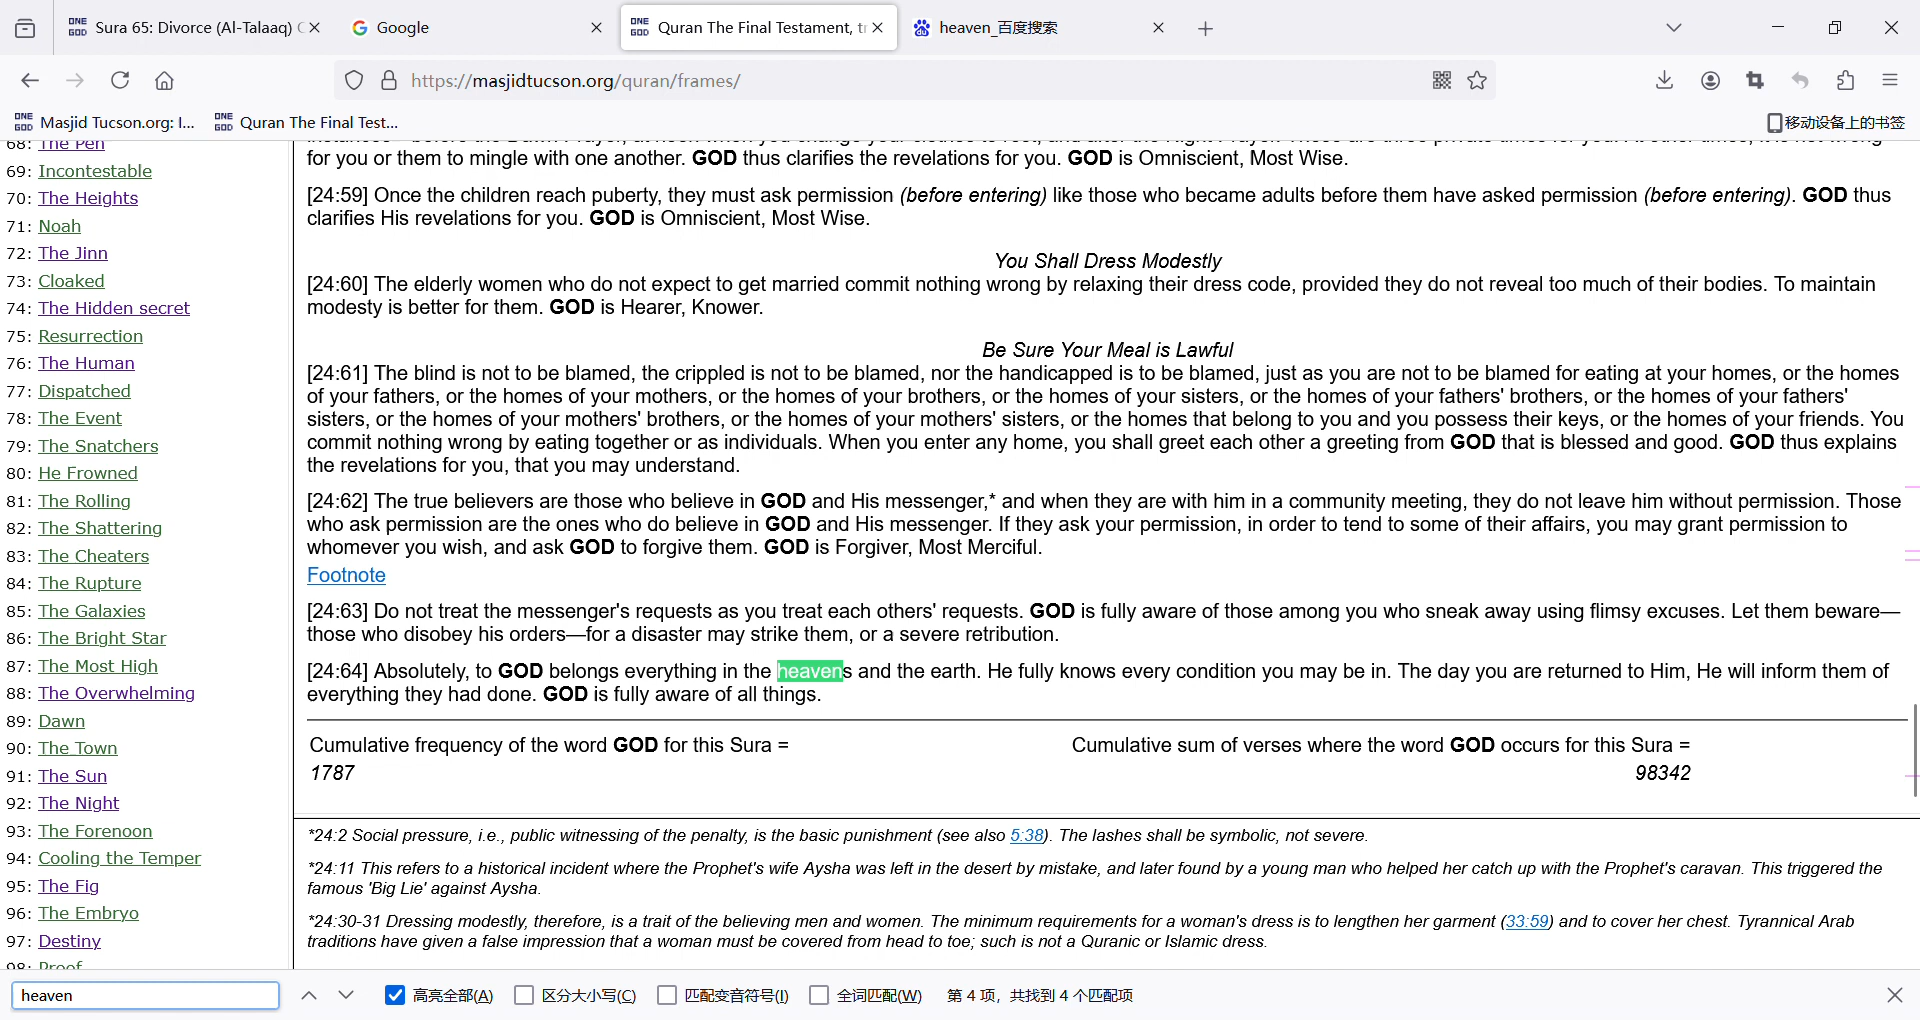 ONE GOD Sura 65: Divorce (Al-Talaaq)
Google
ONE GOD Quran The Final Testament, tr
heaven_百度搜索
https://masjidtucson.org/quran/frames/
ONE GOD Masjid Tucson.org: I...
ONE GOD Quran The Final Test...
移动设备上的书签
68: The Pen
69: Incontestable
70: The Heights
71: Noah
72: The Jinn
73: Cloaked
74: The Hidden secret
75: Resurrection
76: The Human
77: Dispatched
78: The Event
79: The Snatchers
80: He Frowned
81: The Rolling
82: The Shattering
83: The Cheaters
84: The Rupture
85: The Galaxies
86: The Bright Star
87: The Most High
88: The Overwhelming
89: Dawn
90: The Town
91: The Sun
92: The Night
93: The Forenoon
94: Cooling the Temper
95: The Fig
96: The Embryo
97: Destiny
98: Proof
for you or them to mingle with one another. GOD thus clarifies the revelations for you. GOD is Omniscient, Most Wise.
[24:59] Once the children reach puberty, they must ask permission (before entering) like those who became adults before them have asked permission (before entering). GOD thus
clarifies His revelations for you. GOD is Omniscient, Most Wise.
You Shall Dress Modestly
[24:60] The elderly women who do not expect to get married commit nothing wrong by relaxing their dress code, provided they do not reveal too much of their bodies. To maintain
modesty is better for them. GOD is Hearer, Knower.
Be Sure Your Meal is Lawful
[24:61] The blind is not to be blamed, the crippled is not to be blamed, nor the handicapped is to be blamed, just as you are not to be blamed for eating at your homes, or the homes
of your fathers, or the homes of your mothers, or the homes of your brothers, or the homes of your sisters, or the homes of your fathers' brothers, or the homes of your fathers'
sisters, or the homes of your mothers' brothers, or the homes of your mothers' sisters, or the homes that belong to you and you possess their keys, or the homes of your friends. You
commit nothing wrong by eating together or as individuals. When you enter any home, you shall greet each other a greeting from GOD that is blessed and good. GOD thus explains
the revelations for you, that you may understand.
[24:62] The true believers are those who believe in GOD and His messenger,* and when they are with him in a community meeting, they do not leave him without permission. Those
who ask permission are the ones who do believe in GOD and His messenger. If they ask your permission, in order to tend to some of their affairs, you may grant permission to
whomever you wish, and ask GOD to forgive them. GOD is Forgiver, Most Merciful.
Footnote
[24:63] Do not treat the messenger's requests as you treat each others' requests. GOD is fully aware of those among you who sneak away using flimsy excuses. Let them beware—
those who disobey his orders—for a disaster may strike them, or a severe retribution.
[24:64] Absolutely, to GOD belongs everything in the heavens and the earth. He fully knows every condition you may be in. The day you are returned to Him, He will inform them of
everything they had done. GOD is fully aware of all things.
Cumulative frequency of the word GOD for this Sura =
1787
Cumulative sum of verses where the word GOD occurs for this Sura =
98342
*24:2 Social pressure, i.e., public witnessing of the penalty, is the basic punishment (see also 5:38). The lashes shall be symbolic, not severe.
*24:11 This refers to a historical incident where the Prophet's wife Aysha was left in the desert by mistake, and later found by a young man who helped her catch up with the Prophet's caravan. This triggered the
famous 'Big Lie' against Aysha.
*24:30-31 Dressing modestly, therefore, is a trait of the believing men and women. The minimum requirements for a woman's dress is to lengthen her garment (33:59) and to cover her chest. Tyrannical Arab
traditions have given a false impression that a woman must be covered from head to toe; such is not a Quranic or Islamic dress.
heaven
高亮全部(A)
区分大小写(C)
匹配变音符号(I)
全词匹配(W)
第 4 项，共找到 4 个匹配项